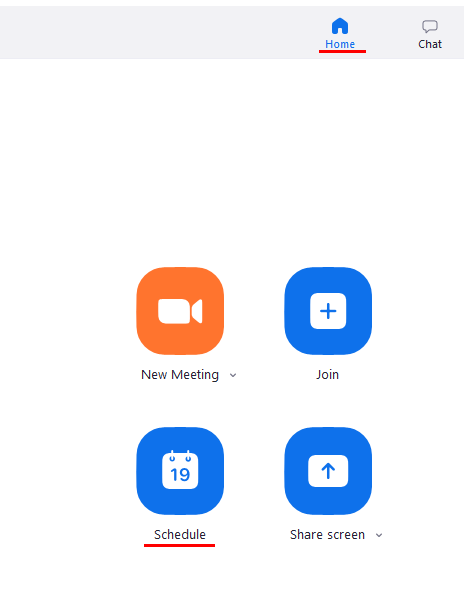 Home
Chat
New Meeting
Join
19
Schedule
Share screen